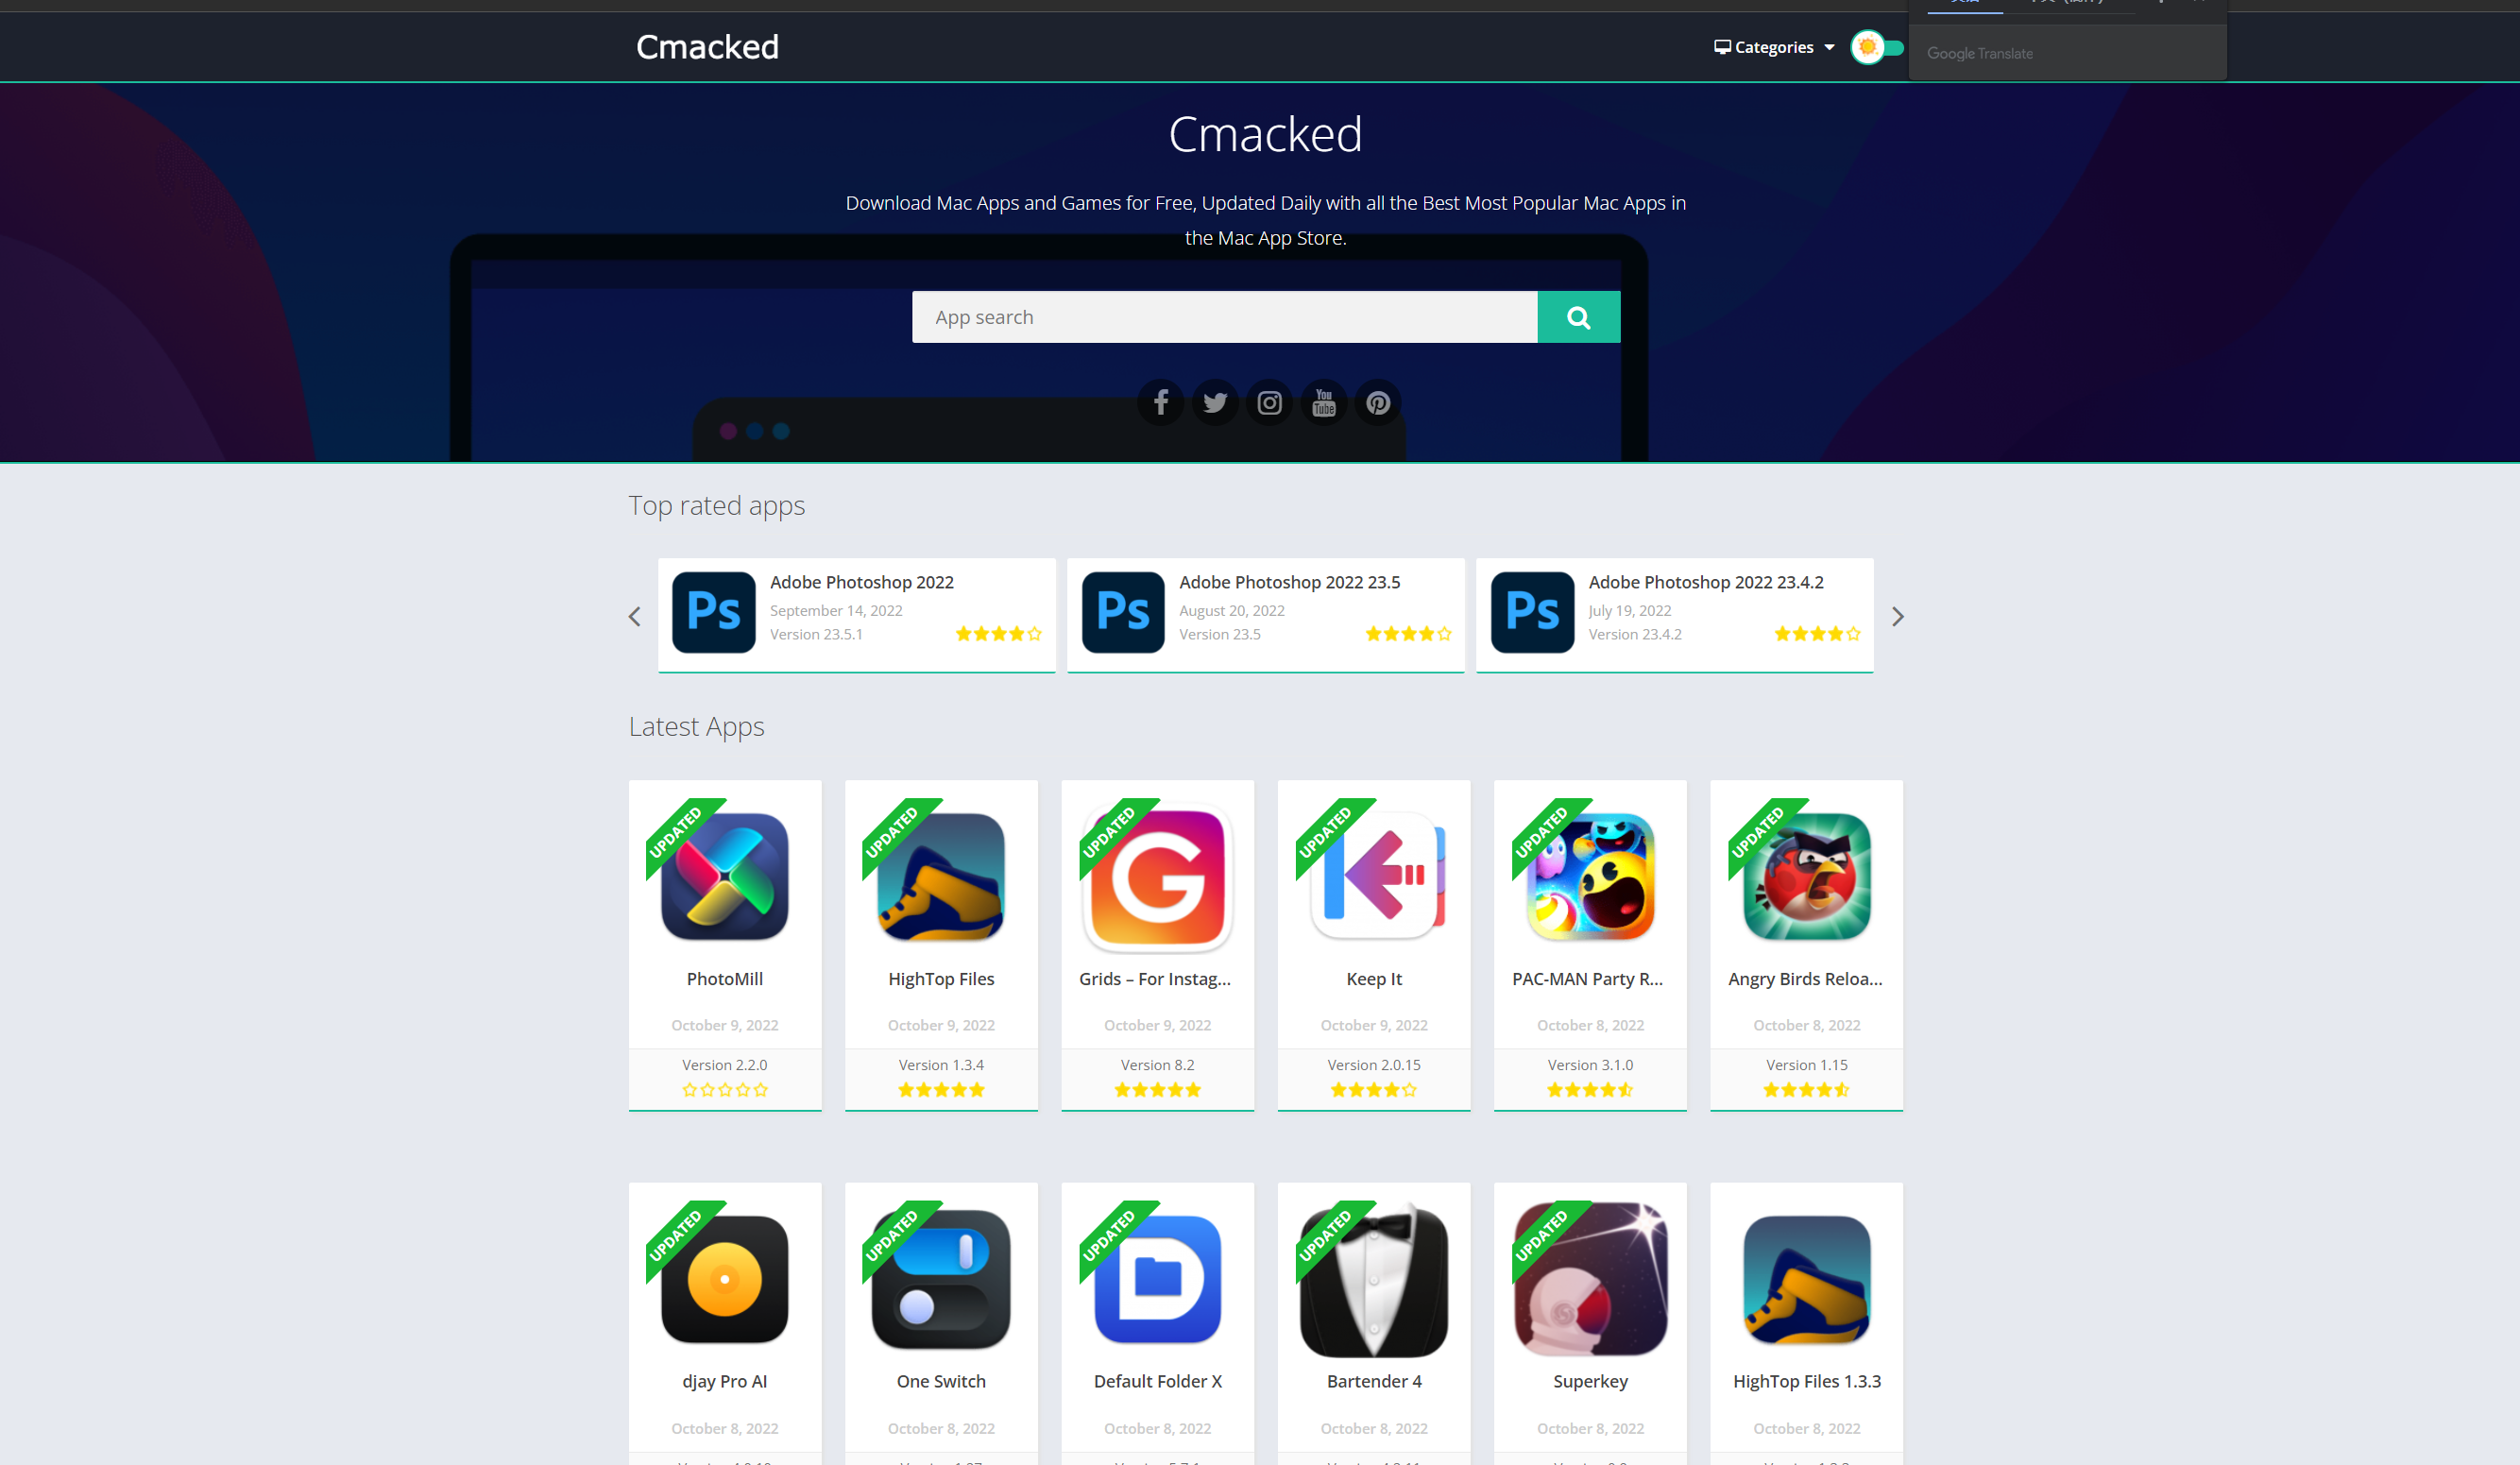 Cmacked
Categories
Google Translate
Cmacked
Download Mac Apps and Games for Free, Updated Daily with all the Best Most Popular Mac Apps in
the Mac App Store.
App search
You
Tube
Top rated apps
Ps
Adobe Photoshop 2022
September 14, 2022
Version 23.5.1
Ps
Adobe Photoshop 2022 23.5
August 20, 2022
Version 23.5
Ps
Adobe Photoshop 2022 23.4.2
July 19, 2022
Version 23.4.2
Latest Apps
UPDATED
PhotoMill
October 9, 2022
Version 2.2.0
UPDATED
HighTop Files
October 9, 2022
Version 1.3.4
UPDATED
Grids – For Instag...
October 9, 2022
Version 8.2
UPDATED
Keep It
October 9, 2022
Version 2.0.15
UPDATED
PAC-MAN Party R...
October 8, 2022
Version 3.1.0
UPDATED
Angry Birds Reloa...
October 8, 2022
Version 1.15
UPDATED
djay Pro AI
October 8, 2022
UPDATED
One Switch
October 8, 2022
UPDATED
Default Folder X
October 8, 2022
UPDATED
Bartender 4
October 8, 2022
UPDATED
Superkey
October 8, 2022
HighTop Files 1.3.3
October 8, 2022